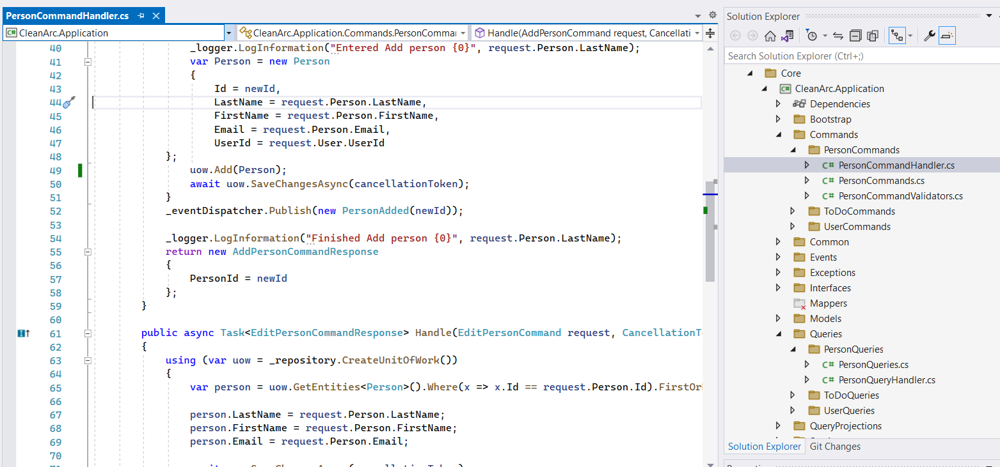 PersonCommandHandler.cs
CleanArc.Application
CleanArc.Application.Commands.PersonCommar
Handle(AddPersonCommand request, Cancellati
40 _logger.LogInformation("Entered Add person {0}", request.Person.LastName);
41 var Person = new Person
42 {
43 Id = newId,
44 LastName = request.Person.LastName,
45 FirstName = request.Person.FirstName,
46 Email = request.Person.Email,
47 UserId = request.User.UserId
48 };
49 uow.Add(Person);
50 await uow.SaveChangesAsync(cancellationToken);
51 }
52 _eventDispatcher.Publish(new PersonAdded(newId));
53
54 _logger.LogInformation("Finished Add person {0}", request.Person.LastName);
55 return new AddPersonCommandResponse
56 {
57 PersonId = newId
58 };
59 }
60
61 public async Task<EditPersonCommandResponse> Handle(EditPersonCommand request, CancellationT
62 {
63 using (var uow = _repository.CreateUnitOfWork())
64 {
65 var person = uow.GetEntities<Person>().Where(x => x.Id == request.Person.Id).FirstOr
66
67 person.LastName = request.Person.LastName;
68 person.FirstName = request.Person.FirstName;
69 person.Email = request.Person.Email;
70
Solution Explorer
Search Solution Explorer (Ctrl+;)
Core
CleanArc.Application
Dependencies
Bootstrap
Commands
PersonCommands
PersonCommandHandler.cs
PersonCommands.cs
PersonCommandValidators.cs
ToDoCommands
UserCommands
Common
Events
Exceptions
Interfaces
Mappers
Models
Queries
PersonQueries
PersonQueries.cs
PersonQueryHandler.cs
ToDoQueries
UserQueries
QueryProjections
Solution Explorer
Git Changes